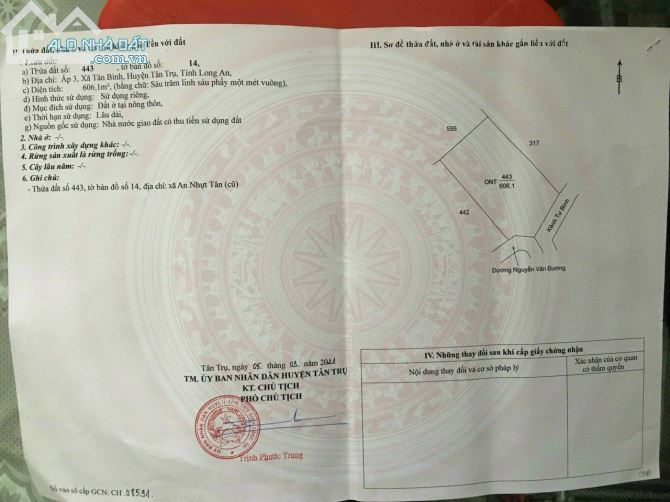 ALO NHÀ ĐẤT
II. Thửa đất, nhà ở và tài sản khác gắn liền với đất
1. Thửa đất:
a) Thửa đất số: 443 , tờ bản đồ số: 14,
b) Địa chỉ: Ấp 3, Xã Tân Bình, Huyện Tân Trụ, Tỉnh Long An,
c) Diện tích: 606,1m², (bằng chữ: Sáu trăm linh sáu phẩy một mét vuông),
d) Hình thức sử dụng: Sử dụng riêng,
đ) Mục đích sử dụng: Đất ở tại nông thôn,
e) Thời hạn sử dụng: Lâu dài,
g) Nguồn gốc sử dụng: Nhà nước giao đất có thu tiền sử dụng đất
2. Nhà ở: -/-.
3. Công trình xây dựng khác: -/-.
4. Rừng sản xuất là rừng trồng: -/-.
5. Cây lâu năm: -/-.
6. Ghi chú:
- Thửa đất số 443, tờ bản đồ số 14, địa chỉ: xã An Nhựt Tân (cũ)
Tân Trụ, ngày 05 tháng năm 2021
TM. ỦY BAN NHÂN DÂN HUYỆN TÂN TRỤ
KT. CHỦ TỊCH
PHÓ CHỦ TỊCH
Trịnh Phước Trung
Số vào sổ cấp GCN: CH 08591
III. Sơ đồ thửa đất, nhà ở và tài sản khác gắn liền với đất
B
595
317
ONT 443
606.1
442
Kênh Tư Bình
Đường Nguyễn Văn Đường
IV. Những thay đổi sau khi cấp giấy chứng nhận
Nội dung thay đổi và cơ sở pháp lý
Xác nhận của cơ quan
có thẩm quyền